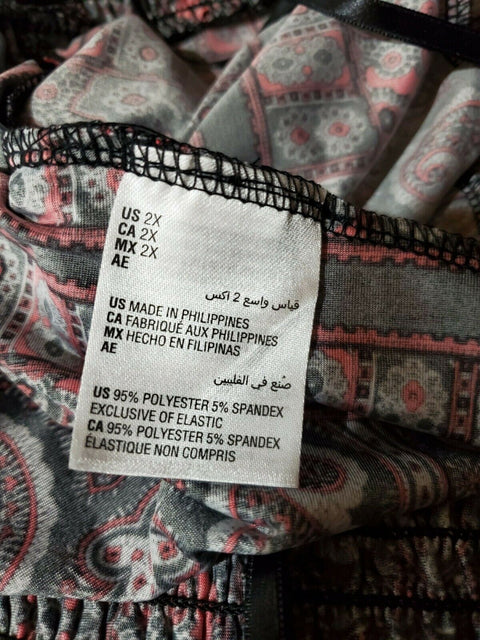 US 2X
CA 2X
MX 2X
AE
قياس واسع 2 اكس
US MADE IN PHILIPPINES
CA FABRIQUÉ AUX PHILIPPINES
MX HECHO EN FILIPINAS
AE
صُنع في الفلبين
US 95% POLYESTER 5% SPANDEX
EXCLUSIVE OF ELASTIC
CA 95% POLYESTER 5% SPANDEX
ÉLASTIQUE NON COMPRIS